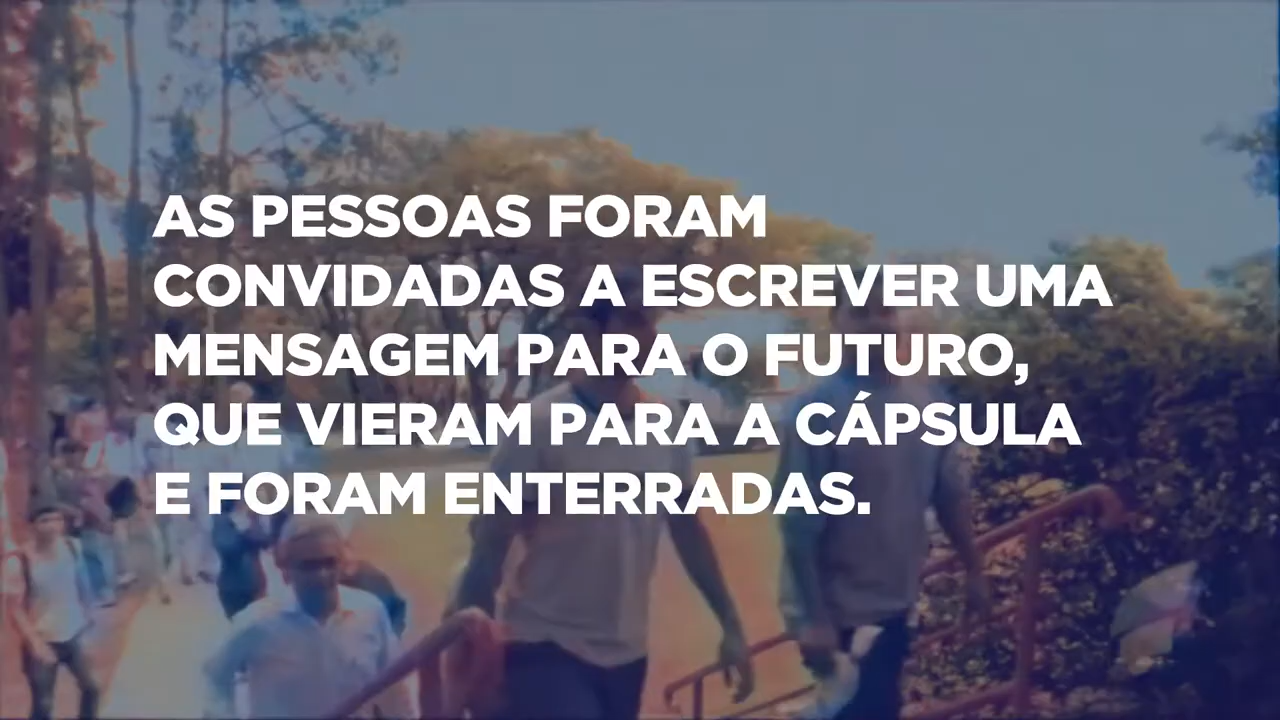 AS PESSOAS FORAM
CONVIDADAS A ESCREVER UMA
MENSAGEM PARA O FUTURO,
QUE VIERAM PARA A CÁPSULA
E FORAM ENTERRADAS.